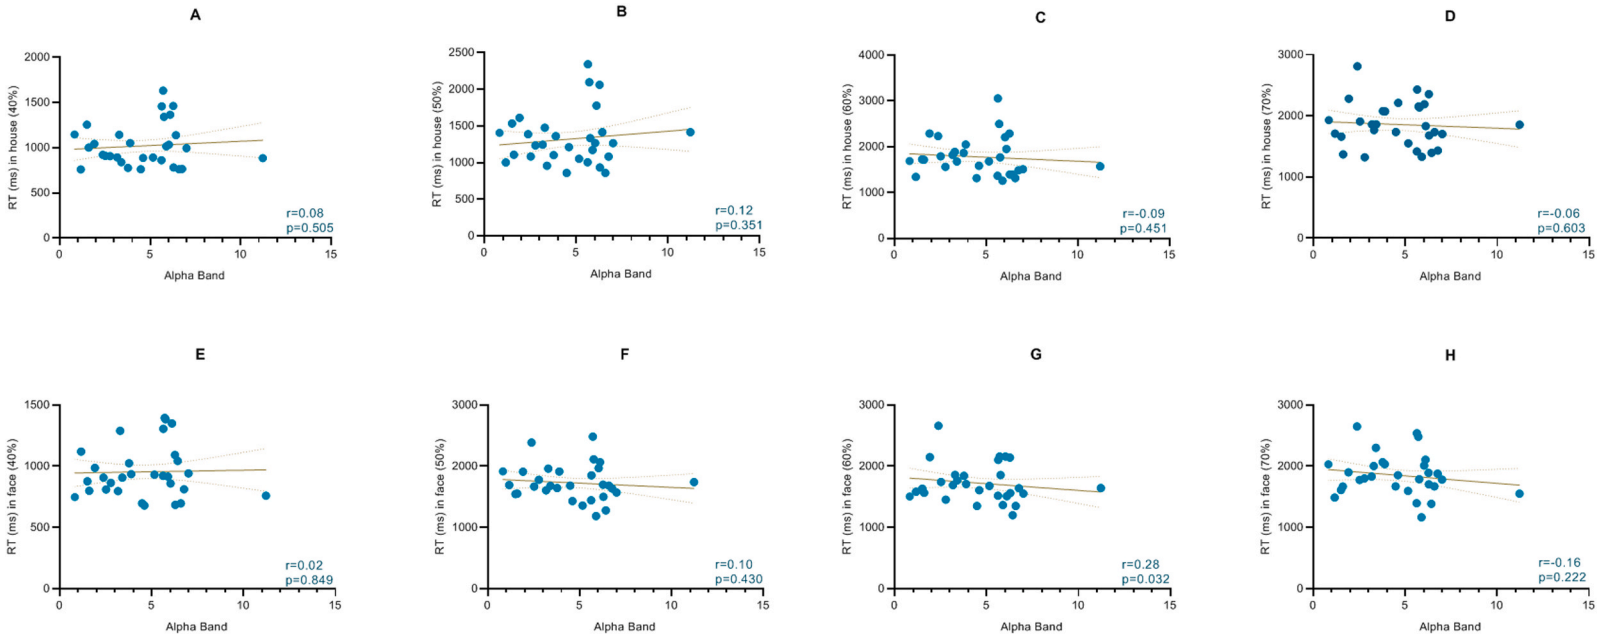 A
RT (ms) in house (40%)
2000
1500
1000
500
0
0 5 10 15
r=0.08
p=0.505
Alpha Band
B
RT (ms) in house (50%)
2500
2000
1500
1000
500
0
0 5 10 15
r=0.12
p=0.351
Alpha Band
C
RT (ms) in house (60%)
4000
3000
2000
1000
0
0 5 10 15
r=-0.09
p=0.451
Alpha Band
D
RT (ms) in house (70%)
3000
2000
1000
0
0 5 10 15
r=-0.06
p=0.603
Alpha Band
E
RT (ms) in face (40%)
1500
1000
500
0
0 5 10 15
r=0.02
p=0.849
Alpha Band
F
RT (ms) in face (50%)
3000
2000
1000
0
0 5 10 15
r=0.10
p=0.430
Alpha Band
G
RT (ms) in face (60%)
3000
2000
1000
0
0 5 10 15
r=0.28
p=0.032
Alpha Band
H
RT (ms) in face (70%)
3000
2000
1000
0
0 5 10 15
r=-0.16
p=0.222
Alpha Band